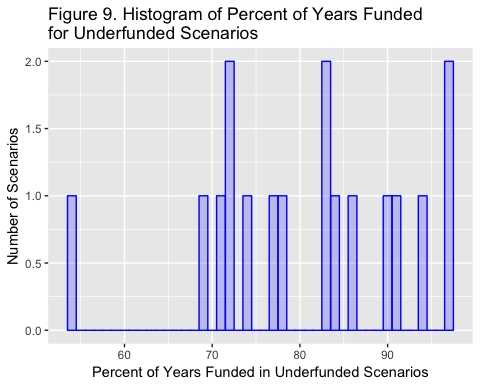 Figure 9. Histogram of Percent of Years Funded
for Underfunded Scenarios
2.0
1.5
1.0
0.5
0.0
Number of Scenarios
60 70 80 90
Percent of Years Funded in Underfunded Scenarios